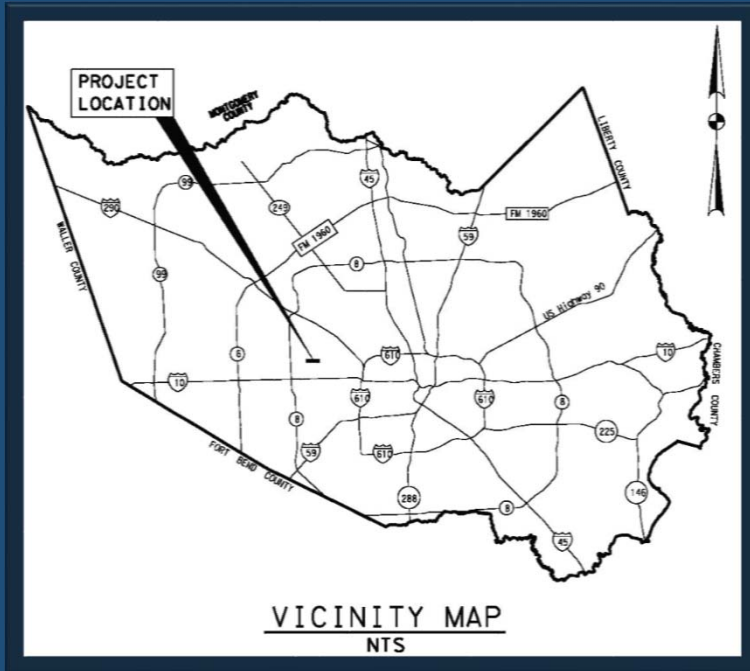 PROJECT
LOCATION
MONTGOMERY
COUNTY
LIBERTY COUNTY
45
99
290
249
FM 1960
FM 1960
59
WALLER COUNTY
8
99
US Highway 90
6
610
10
CHAMBERS COUNTY
10
610
610
8
8
225
FORT BEND COUNTY
59
610
288
146
8
45
VICINITY MAP
NTS